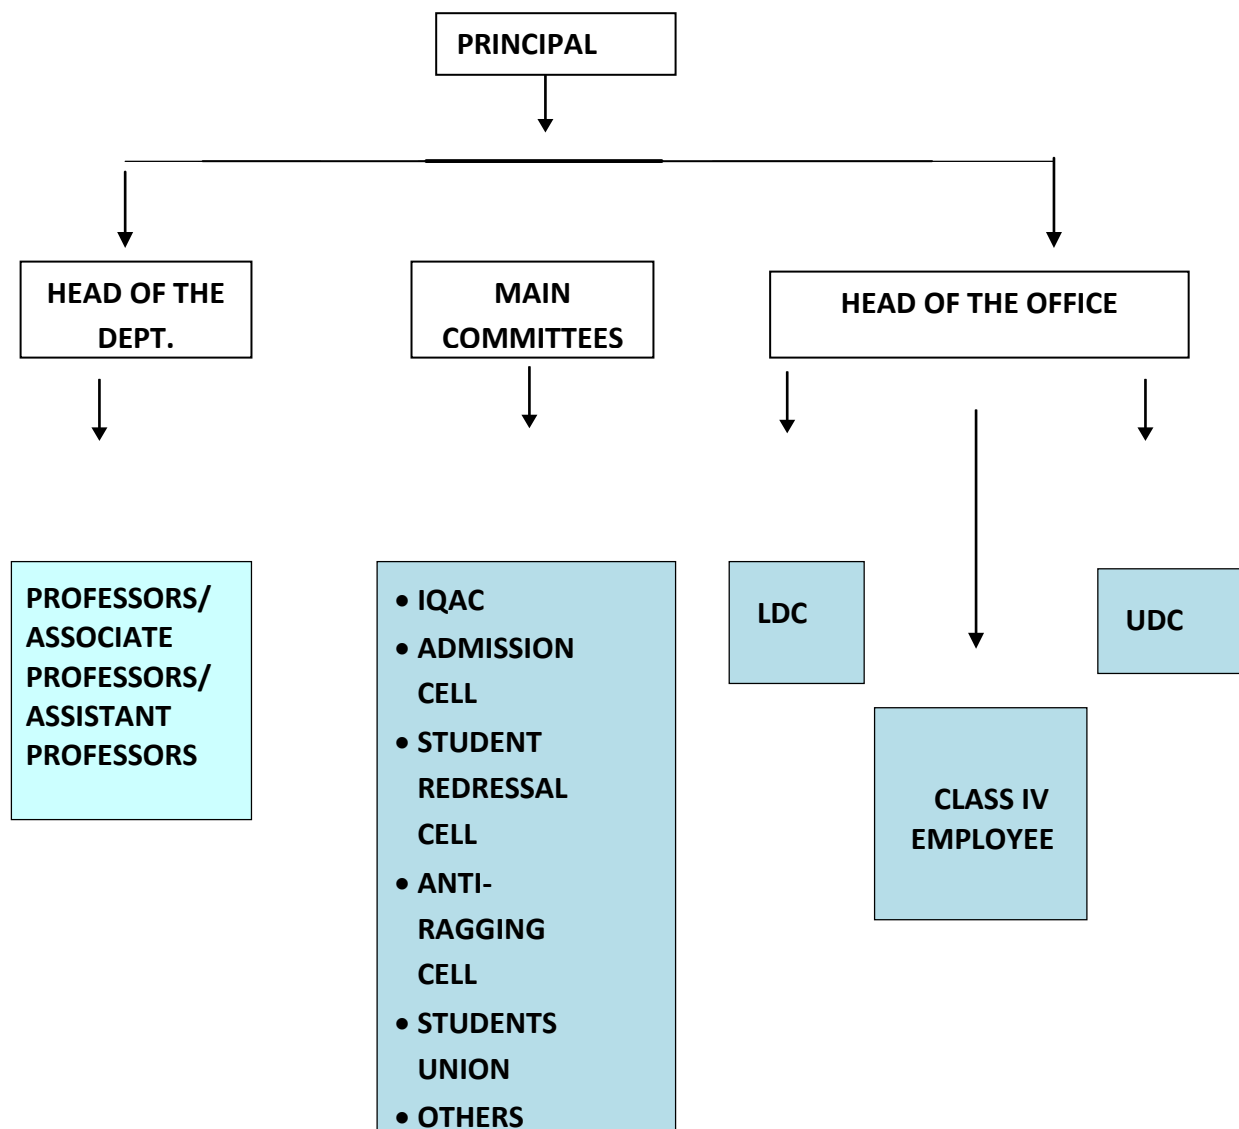 PRINCIPAL
HEAD OF THE
DEPT.
MAIN
COMMITTEES
HEAD OF THE OFFICE
PROFESSORS/
ASSOCIATE
PROFESSORS/
ASSISTANT
PROFESSORS
• IQAC
• ADMISSION
CELL
• STUDENT
REDRESSAL
CELL
• ANTI-
RAGGING
CELL
• STUDENTS
UNION
• OTHERS
LDC
CLASS IV
EMPLOYEE
UDC